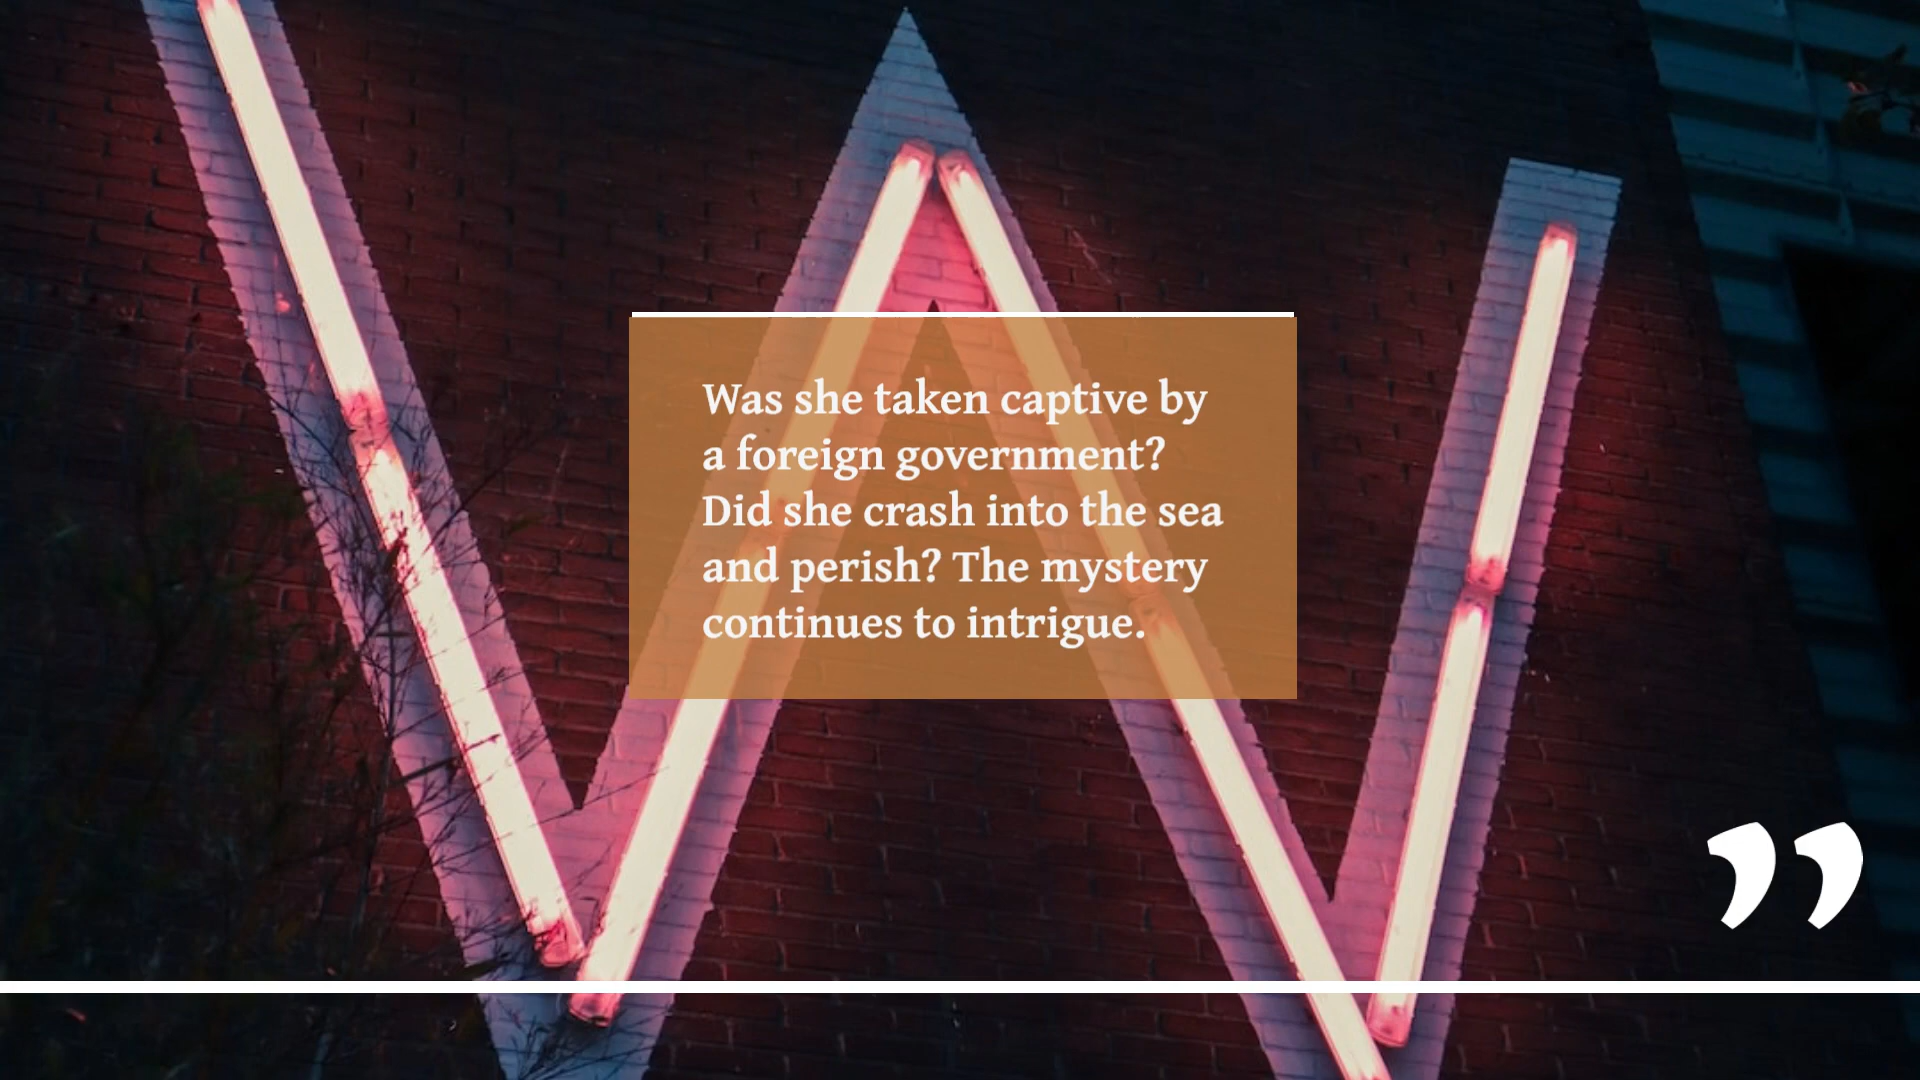 Was she taken captive by
a foreign government?
Did she crash into the sea
and perish? The mystery
continues to intrigue.
”